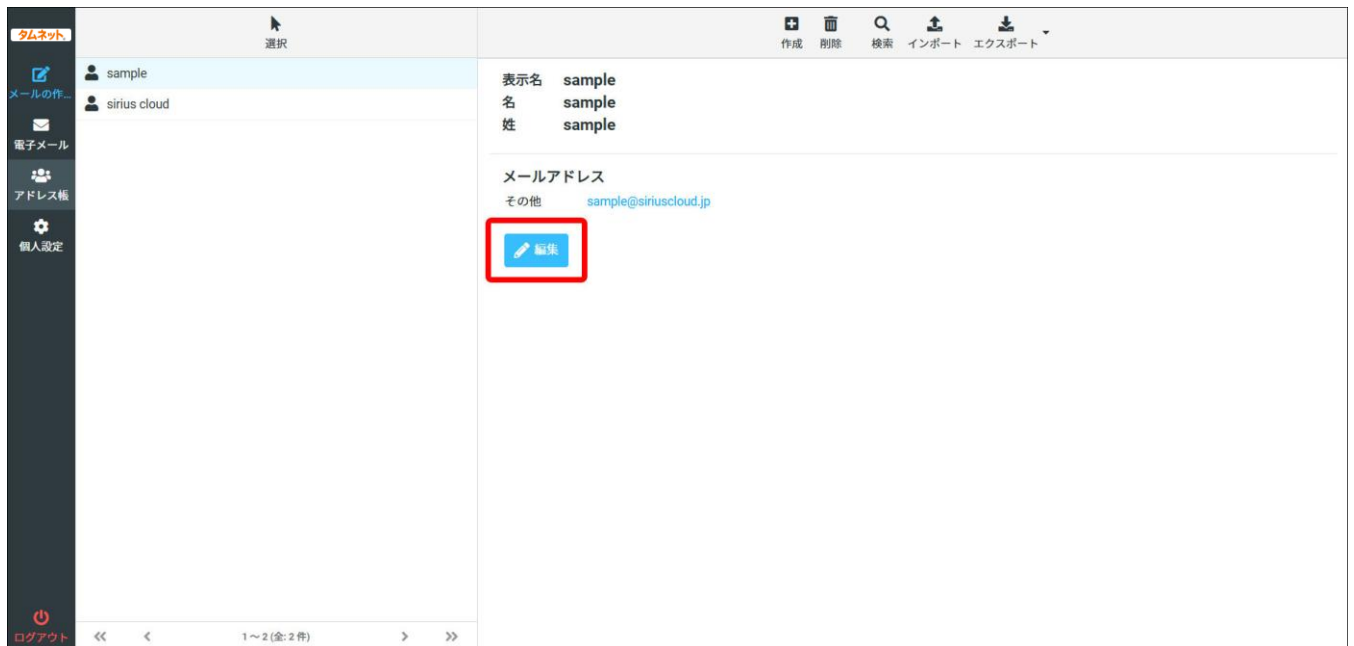 タムネット
メールの作...
電子メール
アドレス帳
個人設定
ログアウト
選択
sample
sirius cloud
1～2 (全: 2 件)
作成 削除 検索 インポート エクスポート
表示名 sample
名 sample
姓 sample
メールアドレス
その他 sample@siriuscloud.jp
編集